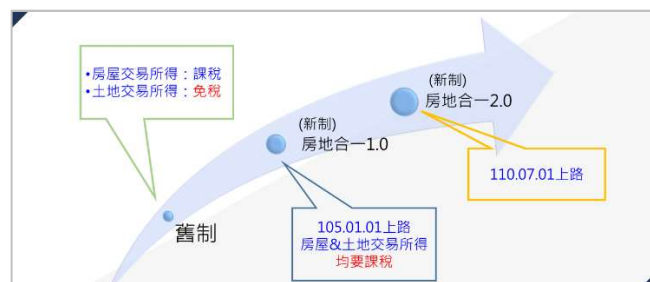 •房屋交易所得：課稅
•土地交易所得：免稅
(新制)
房地合一2.0
(新制)
房地合一1.0
110.07.01上路
舊制
105.01.01上路
房屋&土地交易所得
均要課稅